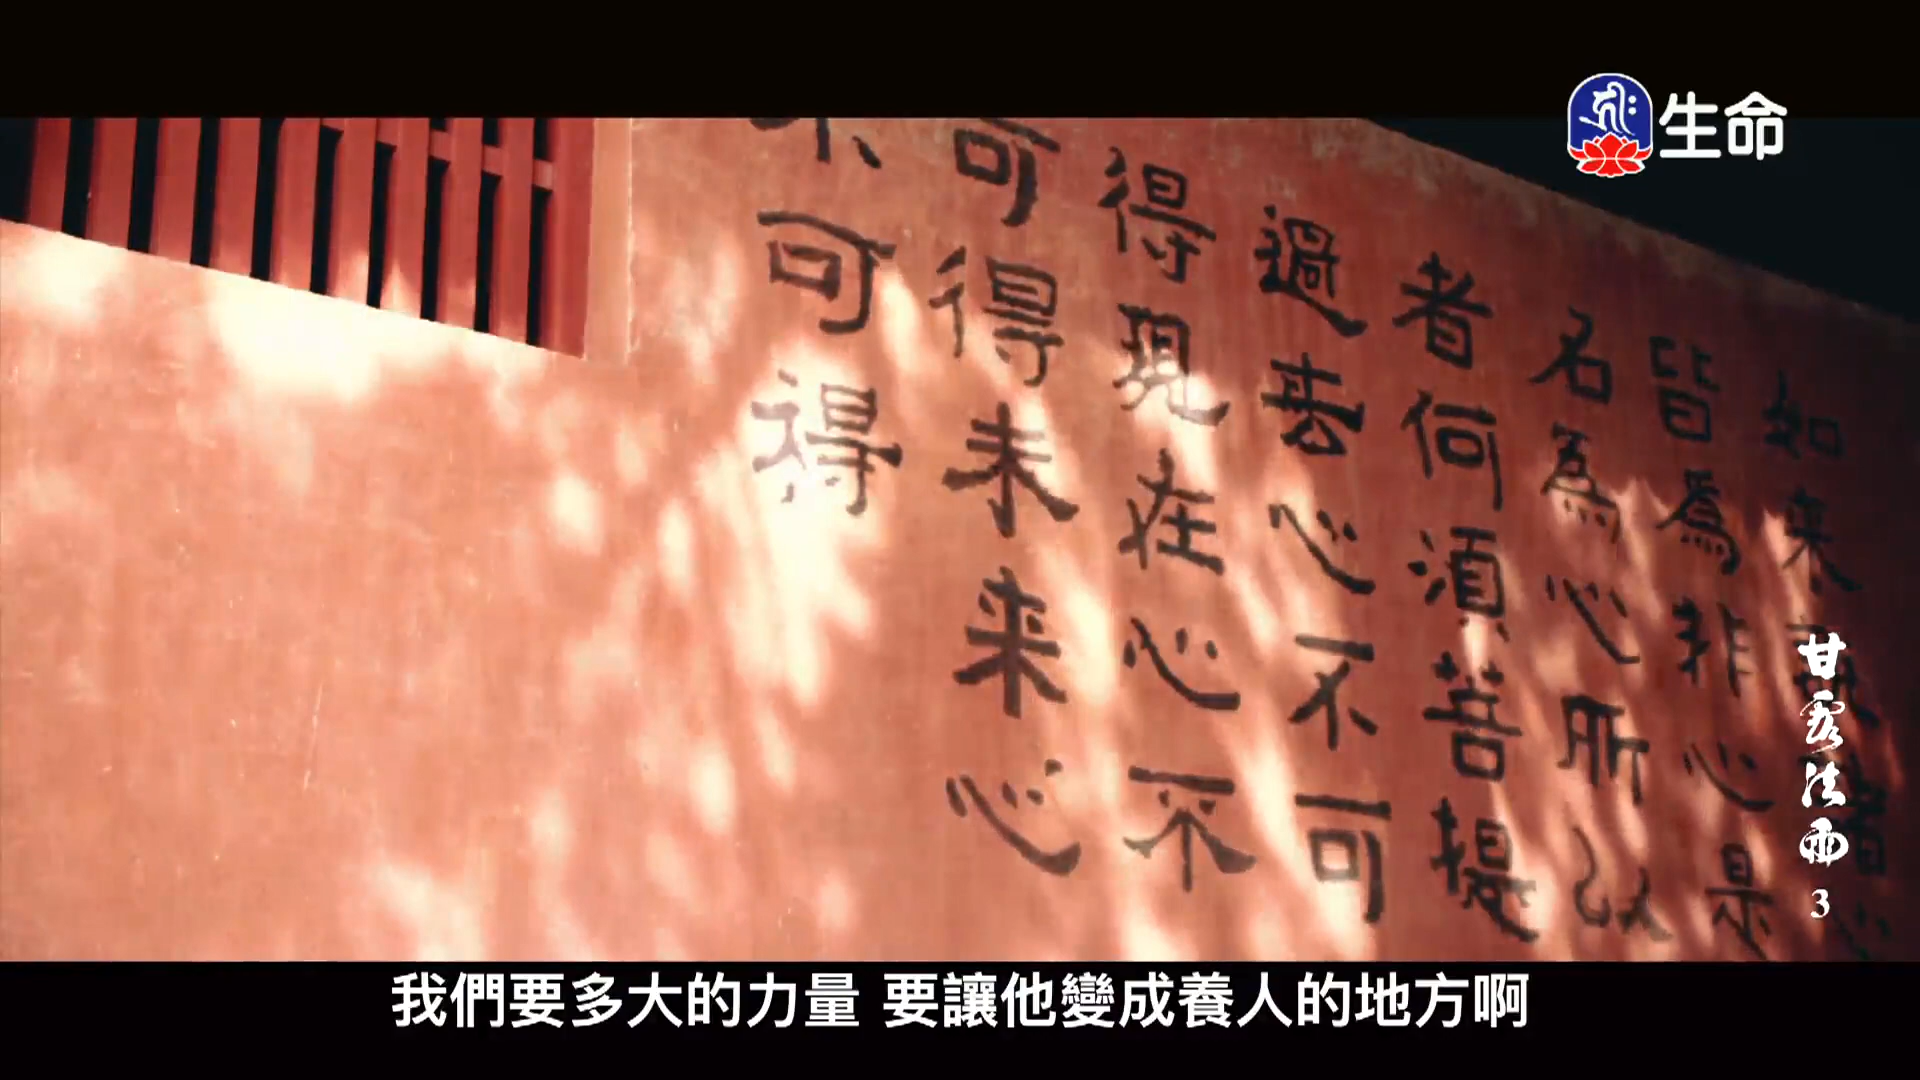 生命
如来
皆爲非心是
名爲心所以
者何須菩提
過去心不可
得現在心不
可得未来心
不可得
甘露法雨 3
我們要多大的力量 要讓他變成養人的地方啊